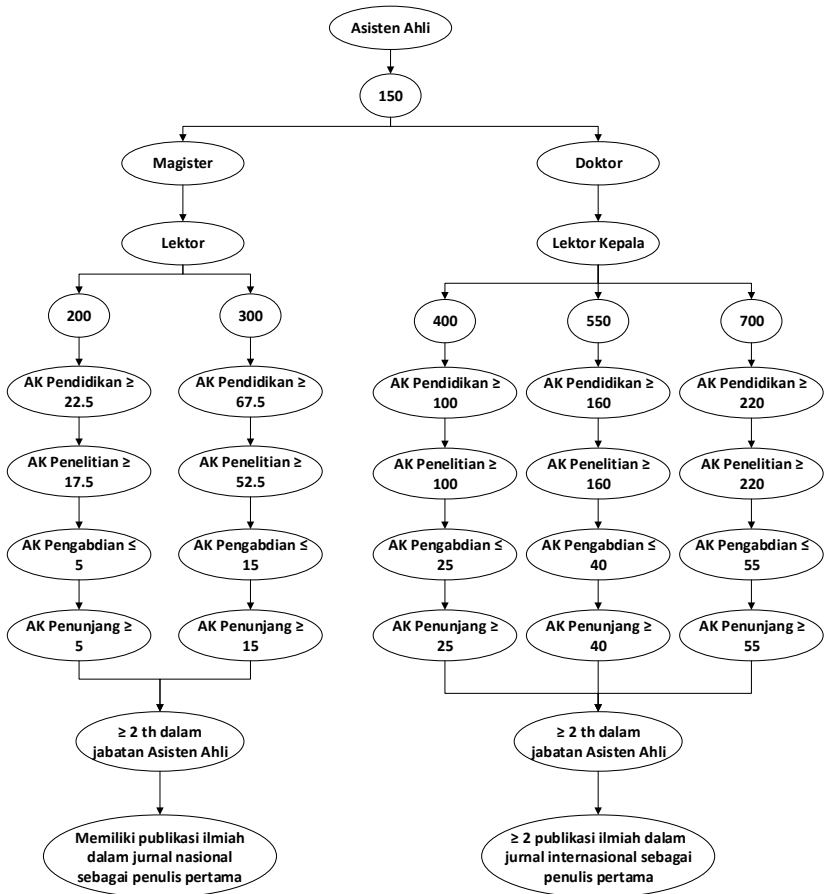 Asisten Ahli
150
Magister
Doktor
Lektor
Lektor Kepala
200
300
400
550
700
AK Pendidikan ≥
22.5
AK Pendidikan ≥
67.5
AK Pendidikan ≥
100
AK Pendidikan ≥
160
AK Pendidikan ≥
220
AK Penelitian ≥
17.5
AK Penelitian ≥
52.5
AK Penelitian ≥
100
AK Penelitian ≥
160
AK Penelitian ≥
220
AK Pengabdian ≤
5
AK Pengabdian ≤
15
AK Pengabdian ≤
25
AK Pengabdian ≤
40
AK Pengabdian ≤
55
AK Penunjang ≥
5
AK Penunjang ≥
15
AK Penunjang ≥
25
AK Penunjang ≥
40
AK Penunjang ≥
55
≥ 2 th dalam
jabatan Asisten Ahli
≥ 2 th dalam
jabatan Asisten Ahli
Memiliki publikasi ilmiah
dalam jurnal nasional
sebagai penulis pertama
≥ 2 publikasi ilmiah dalam
jurnal internasional sebagai
penulis pertama